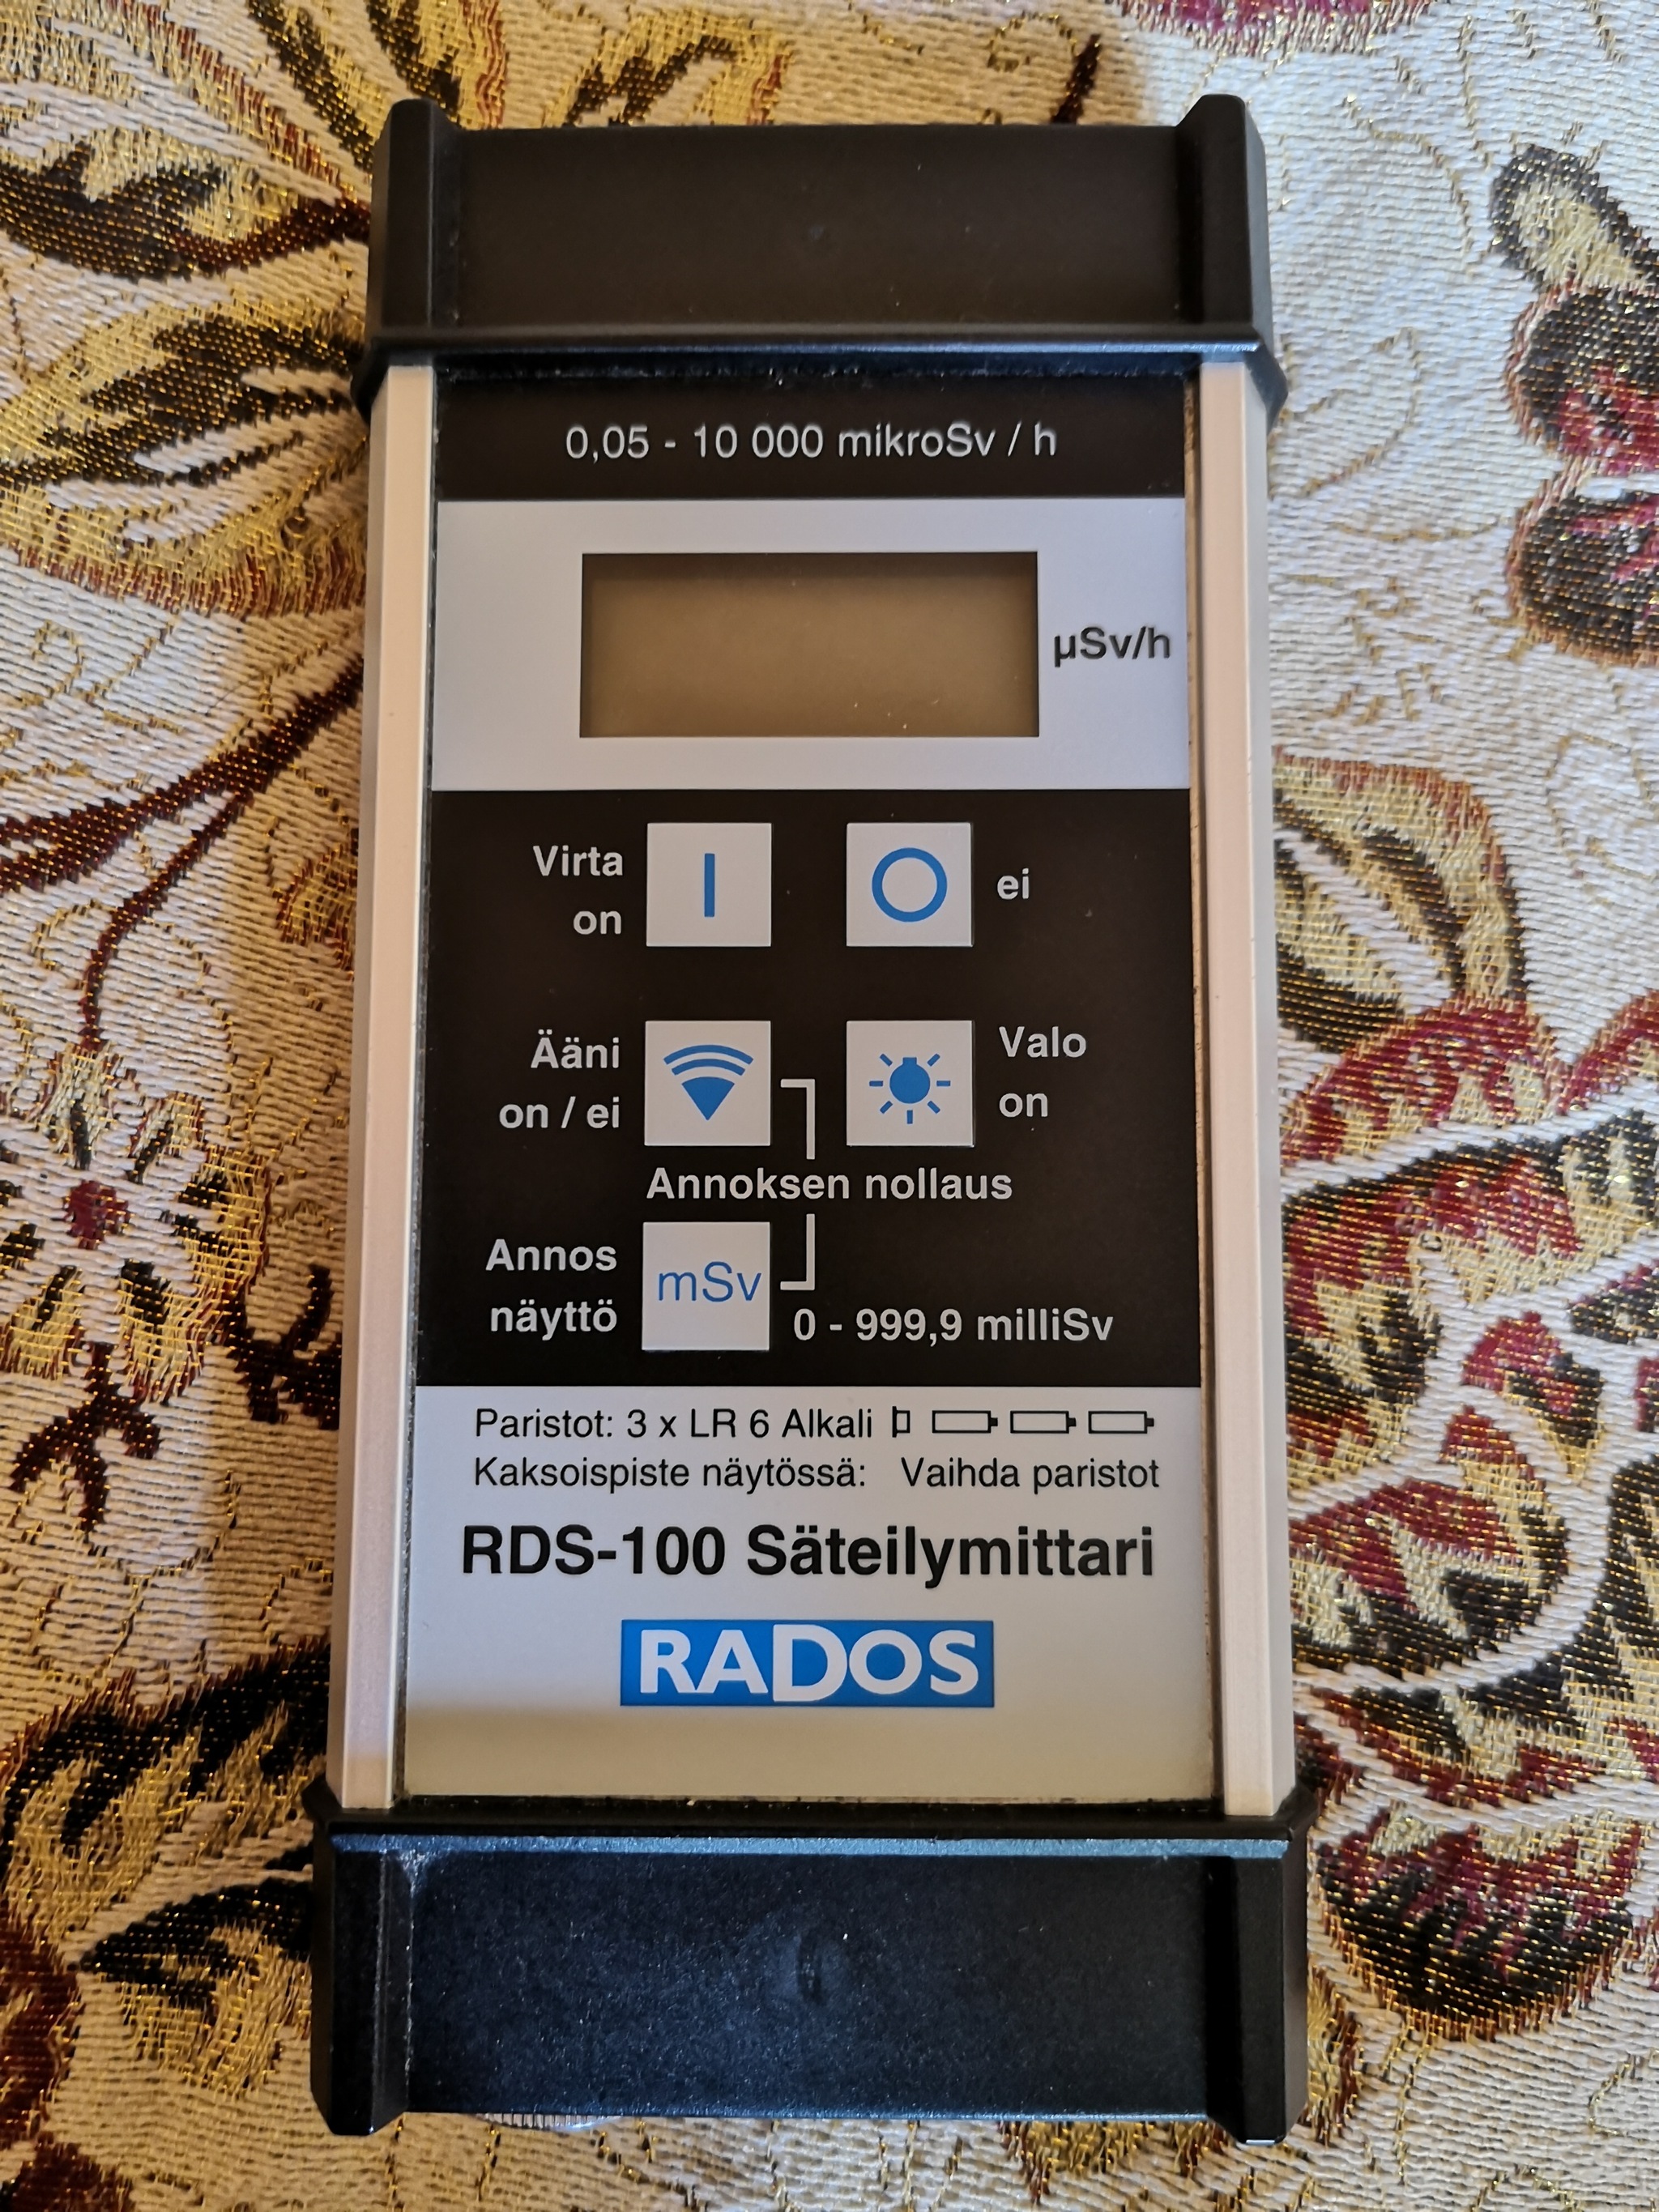 0,05 - 10 000 mikroSv / h
µSv/h
Virta
on
I
O
ei
Ääni
on / ei
Valo
on
Annoksen nollaus
Annos
näyttö
mSv
0 - 999,9 milliSv
Paristot: 3 x LR 6 Alkali
Kaksoispiste näytössä: Vaihda paristot
RDS-100 Säteilymittari
RADOS